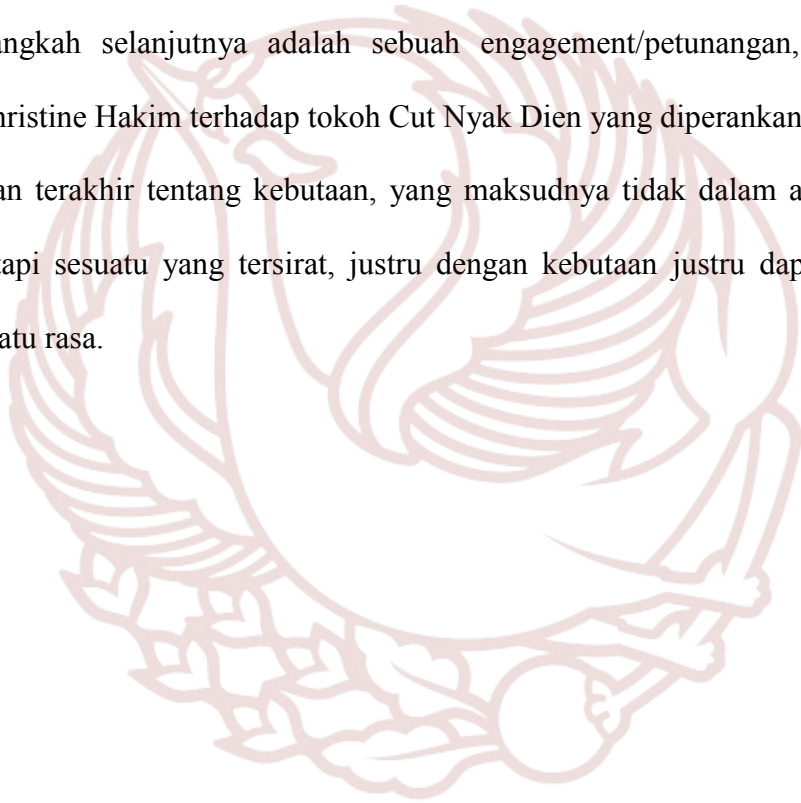 angkah selanjutnya adalah sebuah engagement/petunangan,
hristine Hakim terhadap tokoh Cut Nyak Dien yang diperankan
an terakhir tentang kebutaan, yang maksudnya tidak dalam a
tapi sesuatu yang tersirat, justru dengan kebutaan justru dap
atu rasa.